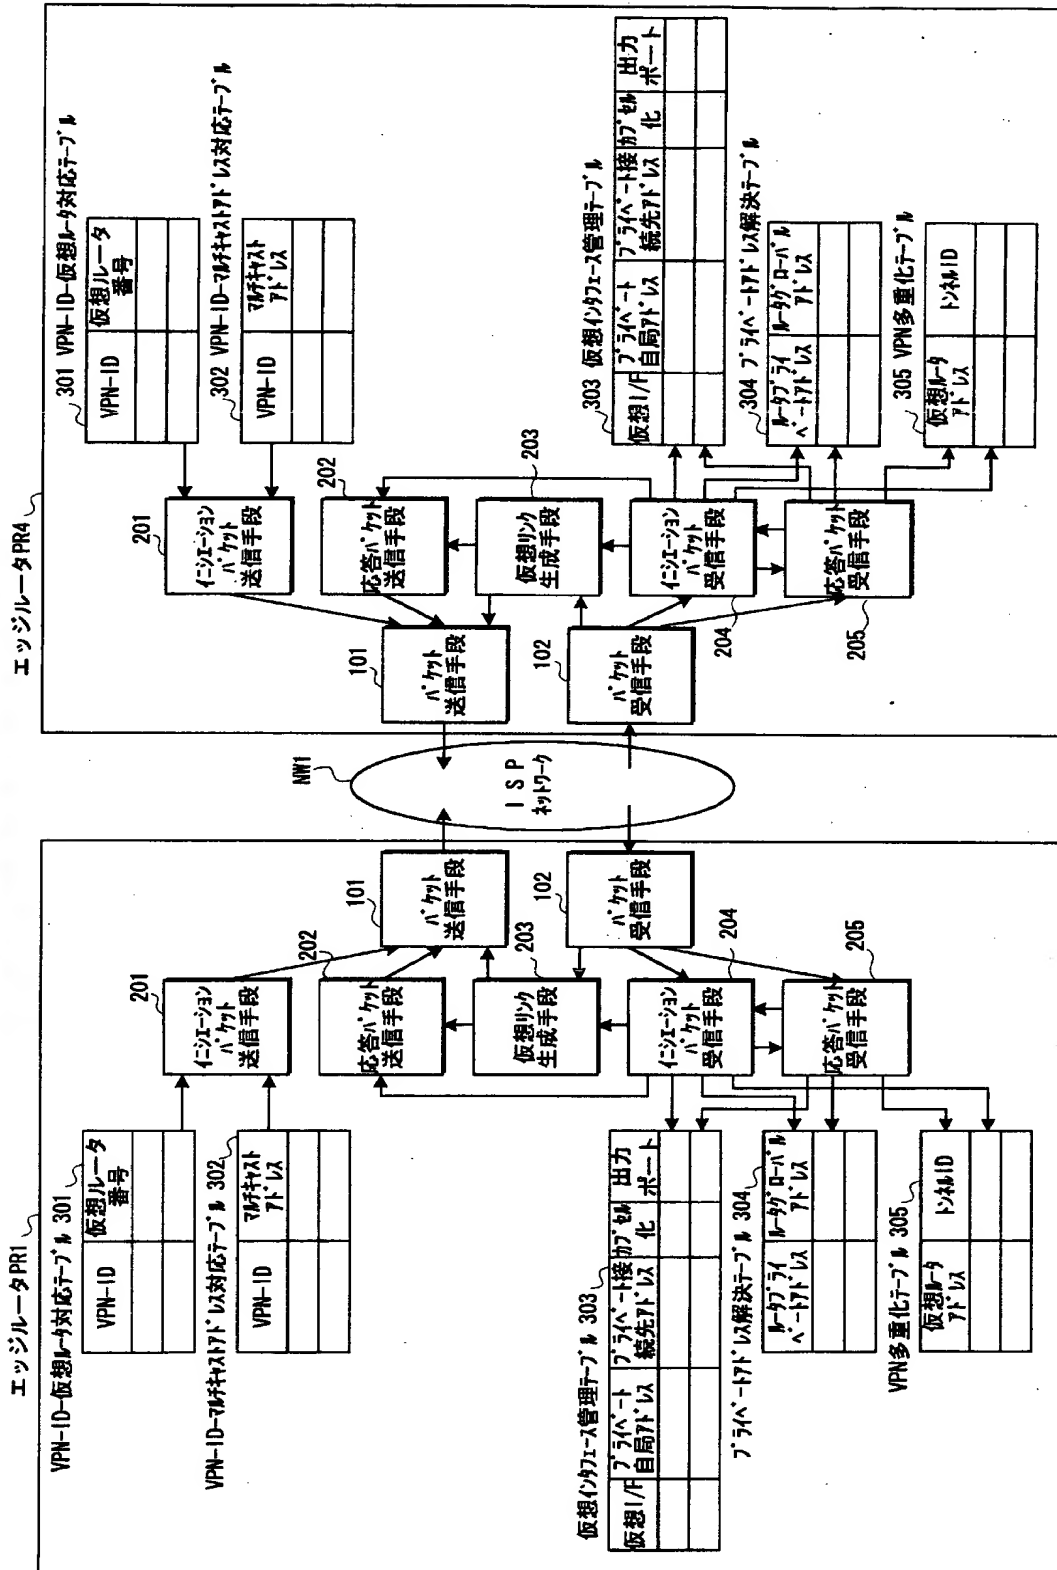 エッジルータPR1
VPN-ID-仮想ルータ対応テーブル 301
VPN-ID
仮想ルータ
番号
VPN-ID-マルチキャストアドレス対応テーブル 302
VPN-ID
マルチキャスト
アドレス
仮想インタフェース管理テーブル 303
仮想I/F
プライベート
自局アドレス
プライベート接
続先アドレス
カプセル
化
出力
ポート
プライベートアドレス解決テーブル 304
ルータプライ
ベートアドレス
ルータグローバル
アドレス
VPN多重化テーブル 305
仮想ルータ
アドレス
トンネルID
201
イニシエーション
パケット
送信手段
202
応答パケット
送信手段
203
仮想リンク
生成手段
204
イニシエーション
パケット
受信手段
205
応答パケット
受信手段
101
パケット
送信手段
102
パケット
受信手段
NW1
ISP
ネットワーク
エッジルータPR4
101
パケット
送信手段
102
パケット
受信手段
201
イニシエーション
パケット
送信手段
202
応答パケット
送信手段
203
仮想リンク
生成手段
204
イニシエーション
パケット
受信手段
205
応答パケット
受信手段
301 VPN-ID-仮想ルータ対応テーブル
VPN-ID
仮想ルータ
番号
302 VPN-ID-マルチキャストアドレス対応テーブル
VPN-ID
マルチキャスト
アドレス
303 仮想インタフェース管理テーブル
仮想I/F
プライベート
自局アドレス
プライベート接
続先アドレス
カプセル
化
出力
ポート
304 プライベートアドレス解決テーブル
ルータプライ
ベートアドレス
ルータグローバル
アドレス
305 VPN多重化テーブル
仮想ルータ
アドレス
トンネルID